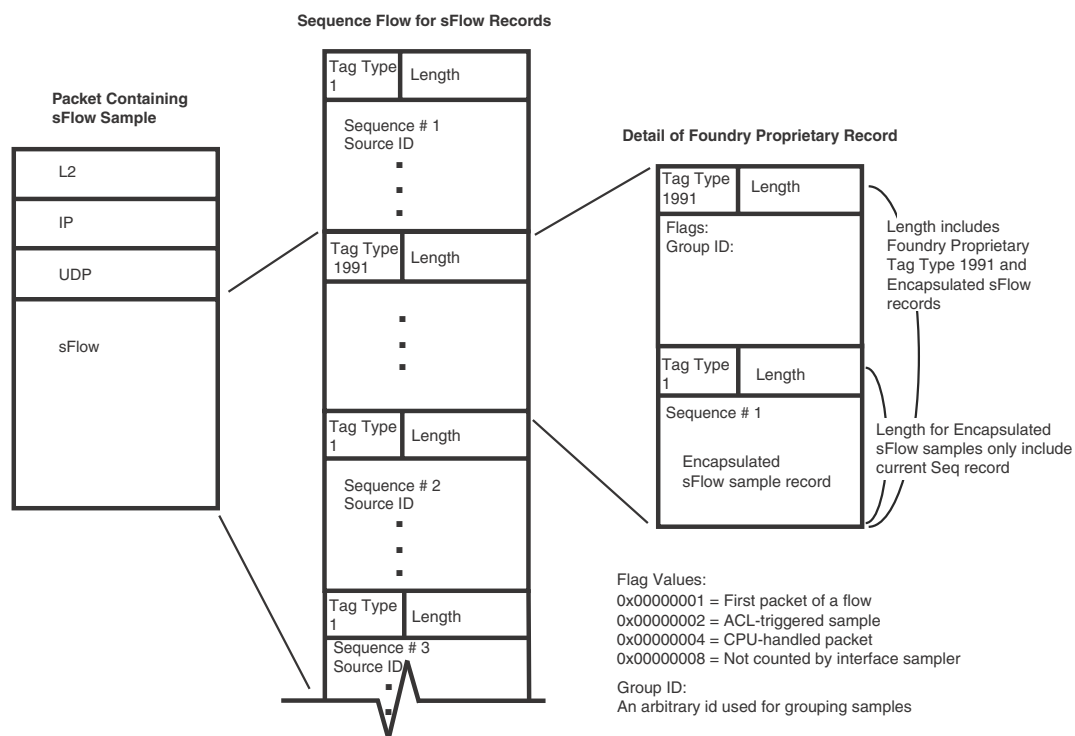 Sequence Flow for sFlow Records
Packet Containing
sFlow Sample
L2
IP
UDP
sFlow
Tag Type
1
Length
Sequence # 1
Source ID
Tag Type
1991
Length
Tag Type
1
Length
Sequence # 2
Source ID
Tag Type
1
Length
Sequence # 3
Source ID
Detail of Foundry Proprietary Record
Tag Type
1991
Length
Flags:
Group ID:
Tag Type
1
Length
Sequence # 1
Encapsulated
sFlow sample record
Length includes
Foundry Proprietary
Tag Type 1991 and
Encapsulated sFlow
records
Length for Encapsulated
sFlow samples only include
current Seq record
Flag Values:
0x00000001 = First packet of a flow
0x00000002 = ACL-triggered sample
0x00000004 = CPU-handled packet
0x00000008 = Not counted by interface sampler
Group ID:
An arbitrary id used for grouping samples